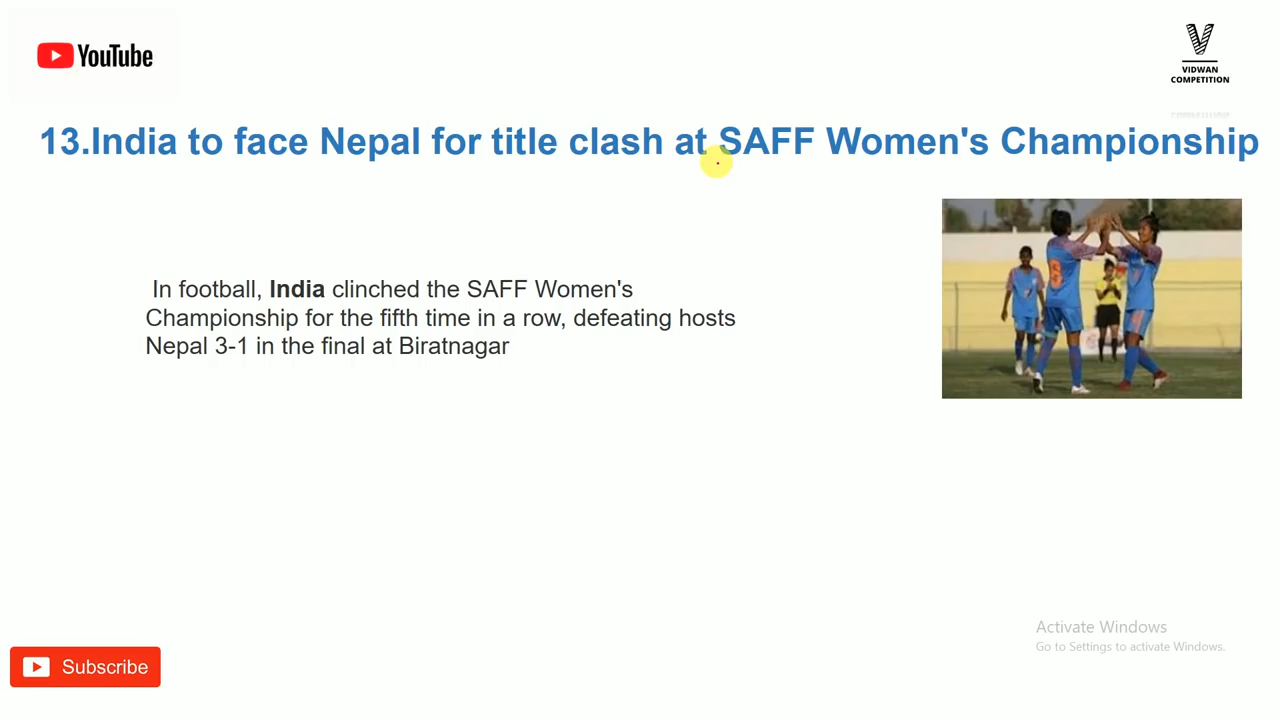 YouTube
VIDWAN
COMPETITION
13.India to face Nepal for title clash at SAFF Women's Championship
In football, India clinched the SAFF Women's
Championship for the fifth time in a row, defeating hosts
Nepal 3-1 in the final at Biratnagar
Activate Windows
Go to Settings to activate Windows.
Subscribe